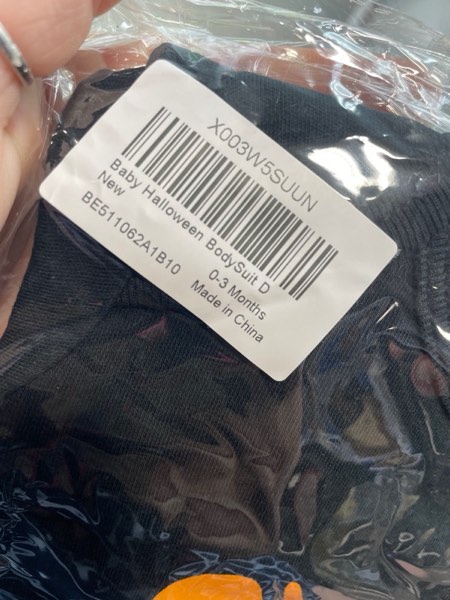 X003W5SUUN
Baby Halloween BodySuit D
New 0-3 Months
BE511062A1B10 Made in China